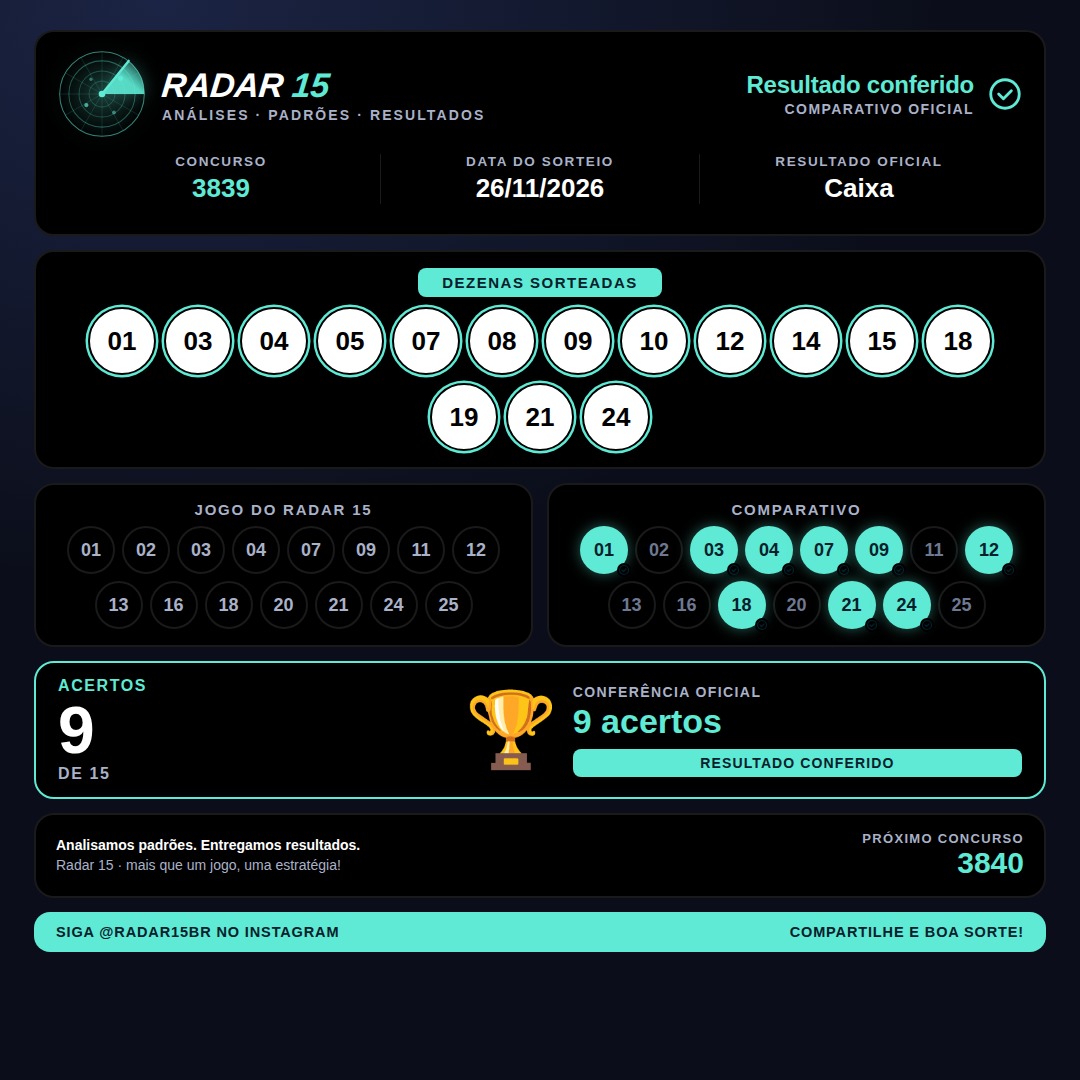 RADAR 15
ANÁLISES · PADRÕES · RESULTADOS
Resultado conferido
COMPARATIVO OFICIAL
CONCURSO
3839
DATA DO SORTEIO
26/11/2026
RESULTADO OFICIAL
Caixa
DEZENAS SORTEADAS
01 03 04 05 07 08 09 10 12 14 15 18
19 21 24
JOGO DO RADAR 15
01 02 03 04 07 09 11 12
13 16 18 20 21 24 25
COMPARATIVO
01 02 03 04 07 09 11 12
13 16 18 20 21 24 25
ACERTOS
9
DE 15
CONFERÊNCIA OFICIAL
9 acertos
RESULTADO CONFERIDO
Analisamos padrões. Entregamos resultados.
Radar 15 · mais que um jogo, uma estratégia!
PRÓXIMO CONCURSO
3840
SIGA @RADAR15BR NO INSTAGRAM
COMPARTILHE E BOA SORTE!